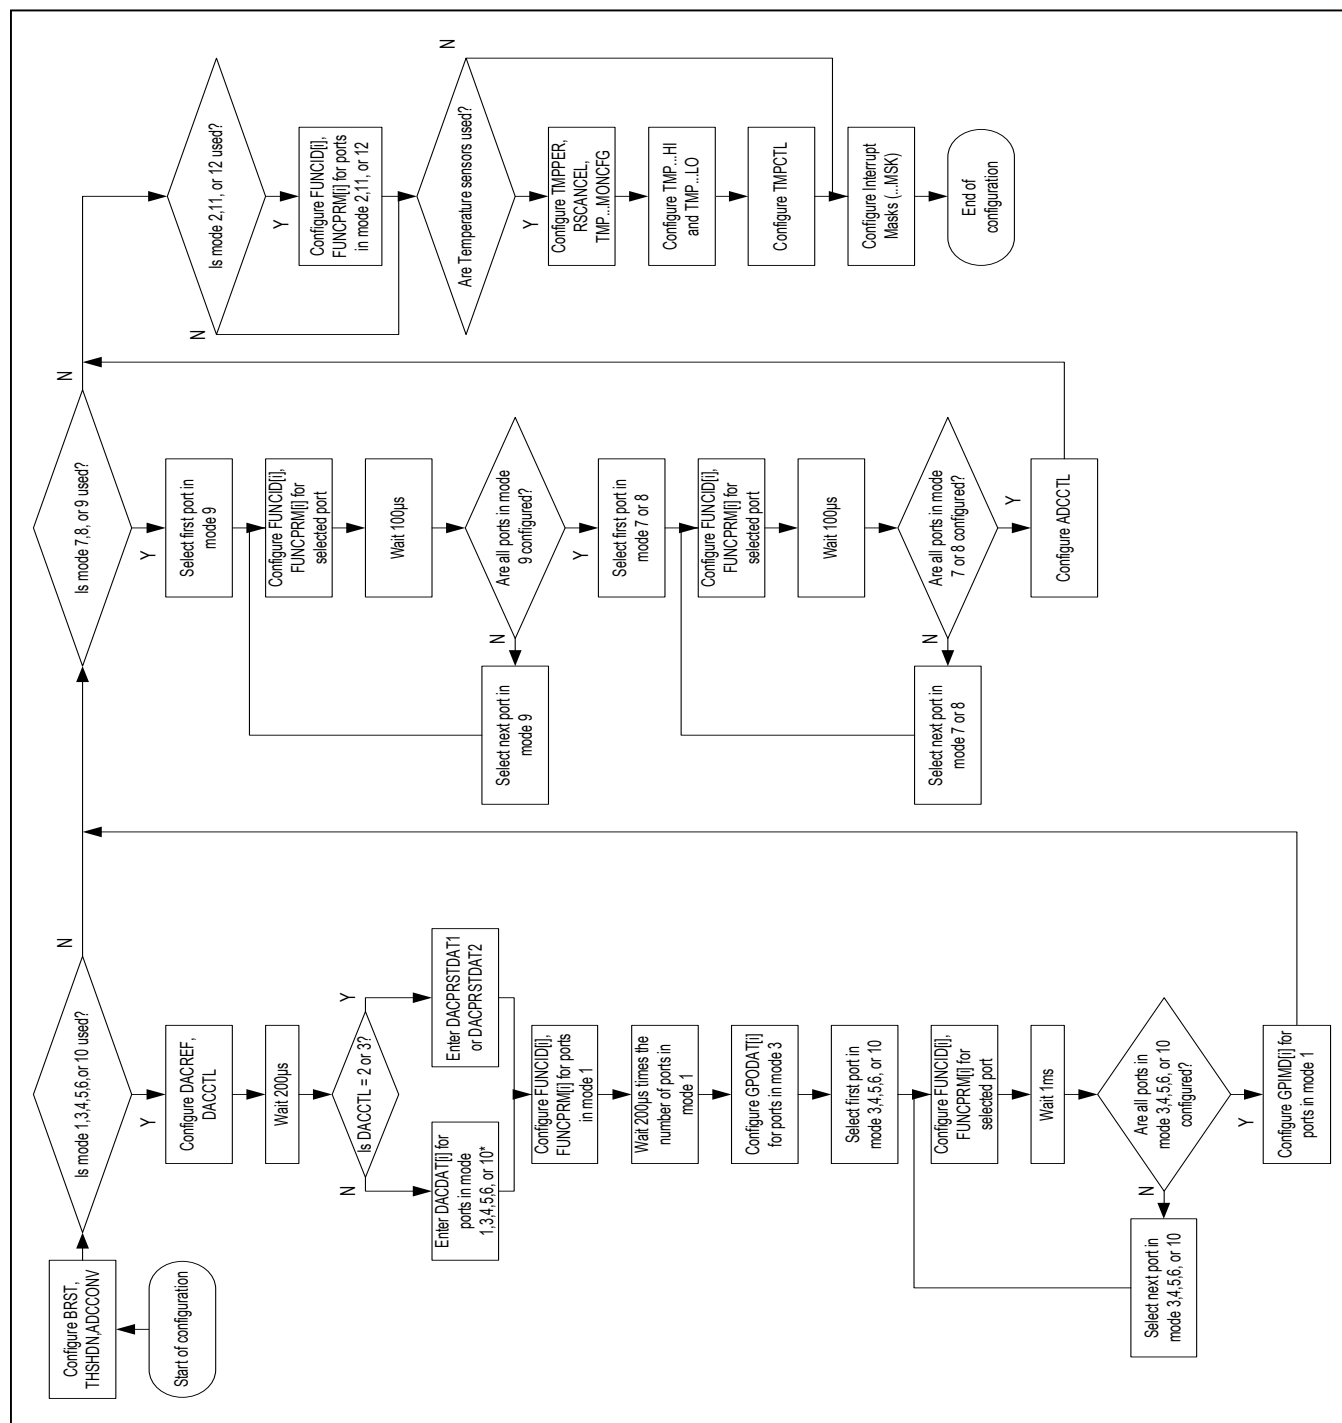 Start of configuration
Configure BRST,
THSHDN,ADCCONV
Is mode 1,3,4,5,6,or 10 used?
N
Y
Configure DACREF,
DACCTL
Wait 200µs
Is DACCTL = 2 or 3?
N
Y
Enter DACDAT[i] for
ports in mode
1,3,4,5,6, or 10*
Enter DACPRSTDAT1
or DACPRSTDAT2
Configure FUNCID[i],
FUNCPRM[i] for ports
in mode 1
Wait 200µs times the
number of ports in
mode 1
Configure GPODAT[i]
for ports in mode 3
Select first port in
mode 3,4,5,6, or 10
Configure FUNCID[i],
FUNCPRM[i] for
selected port
Wait 1ms
Are all ports in
mode 3,4,5,6, or 10
configured?
N
Y
Select next port in
mode 3,4,5,6, or 10
Configure GPIMD[i] for
ports in mode 1
Is mode 7,8, or 9 used?
N
Y
Select first port in
mode 9
Configure FUNCID[i],
FUNCPRM[i] for
selected port
Wait 100µs
Are all ports in mode
9 configured?
N
Y
Select next port in
mode 9
Select first port in
mode 7 or 8
Configure FUNCID[i],
FUNCPRM[i] for
selected port
Wait 100µs
Are all ports in mode
7 or 8 configured?
N
Y
Select next port in
mode 7 or 8
Configure ADCCTL
Is mode 2,11, or 12 used?
N
Y
Configure FUNCID[i],
FUNCPRM[i] for ports
in mode 2,11, or 12
Are Temperature sensors used?
N
Y
Configure TMPPER,
RSCANCEL,
TMP...MONCFG
Configure TMP...HI
and TMP...LO
Configure TMPCTL
Configure Interrupt
Masks (...MSK)
End of
configuration